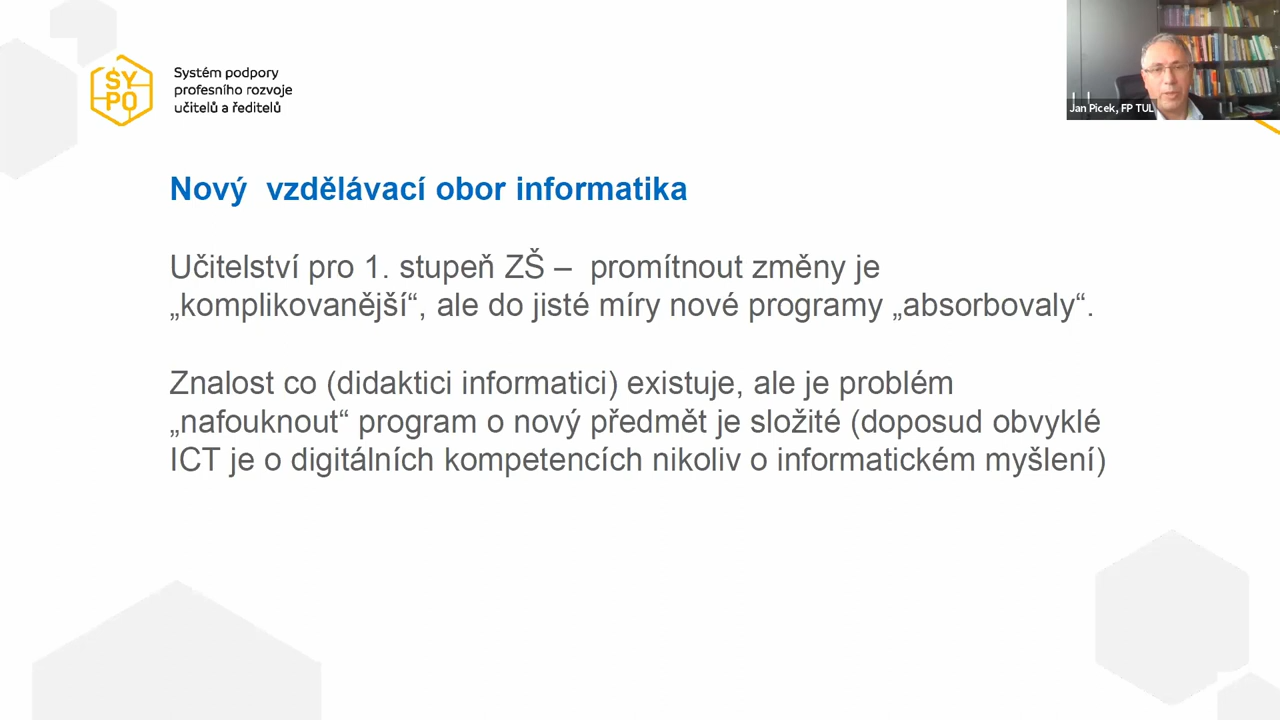 SYPO
Systém podpory
profesního rozvoje
učitelů a ředitelů
Jan Picek, FP TUL
Nový  vzdělávací obor informatika
Učitelství pro 1. stupeň ZŠ –  promítnout změny je
„komplikovanější“, ale do jisté míry nové programy „absorbovaly“.
Znalost co (didaktici informatici) existuje, ale je problém
„nafouknout“ program o nový předmět je složité (doposud obvyklé
ICT je o digitálních kompetencích nikoliv o informatickém myšlení)